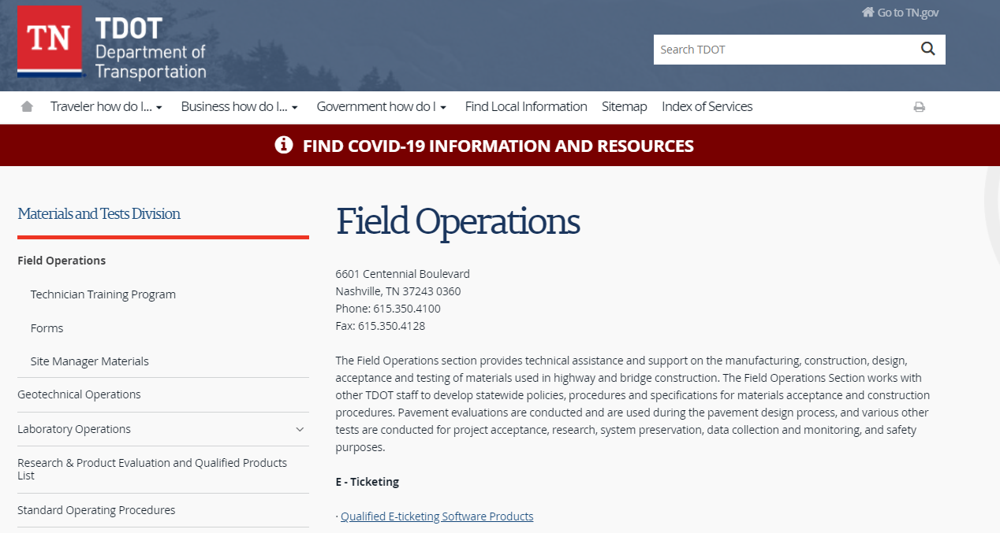 TN
TDOT
Department of
Transportation
Go to TN.gov
Search TDOT
Traveler how do I... Business how do I... Government how do I Find Local Information Sitemap Index of Services
FIND COVID-19 INFORMATION AND RESOURCES
Materials and Tests Division
Field Operations
Technician Training Program
Forms
Site Manager Materials
Geotechnical Operations
Laboratory Operations
Research & Product Evaluation and Qualified Products
List
Standard Operating Procedures
Field Operations
6601 Centennial Boulevard
Nashville, TN 37243 0360
Phone: 615.350.4100
Fax: 615.350.4128
The Field Operations section provides technical assistance and support on the manufacturing, construction, design,
acceptance and testing of materials used in highway and bridge construction. The Field Operations Section works with
other TDOT staff to develop statewide policies, procedures and specifications for materials acceptance and construction
procedures. Pavement evaluations are conducted and are used during the pavement design process, and various other
tests are conducted for project acceptance, research, system preservation, data collection and monitoring, and safety
purposes.
E - Ticketing
· Qualified E-ticketing Software Products